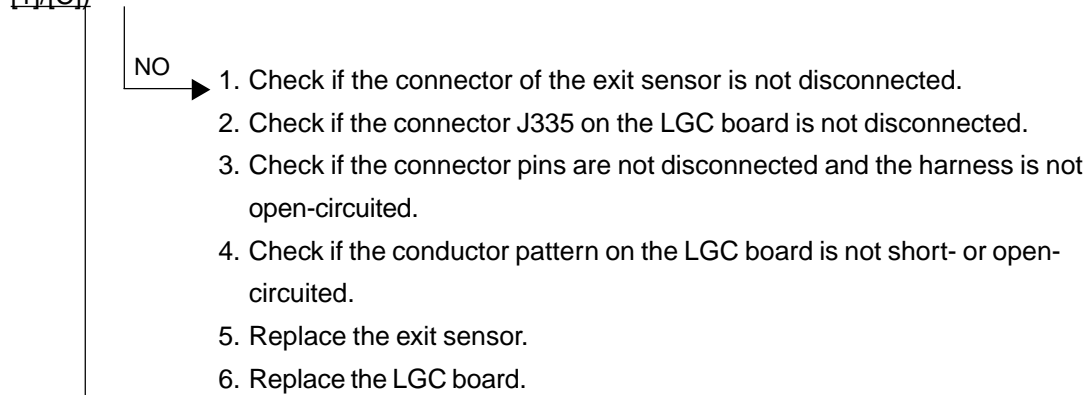 NO
1. Check if the connector of the exit sensor is not disconnected.
2. Check if the connector J335 on the LGC board is not disconnected.
3. Check if the connector pins are not disconnected and the harness is not
open-circuited.
4. Check if the conductor pattern on the LGC board is not short- or open-
circuited.
5. Replace the exit sensor.
6. Replace the LGC board.